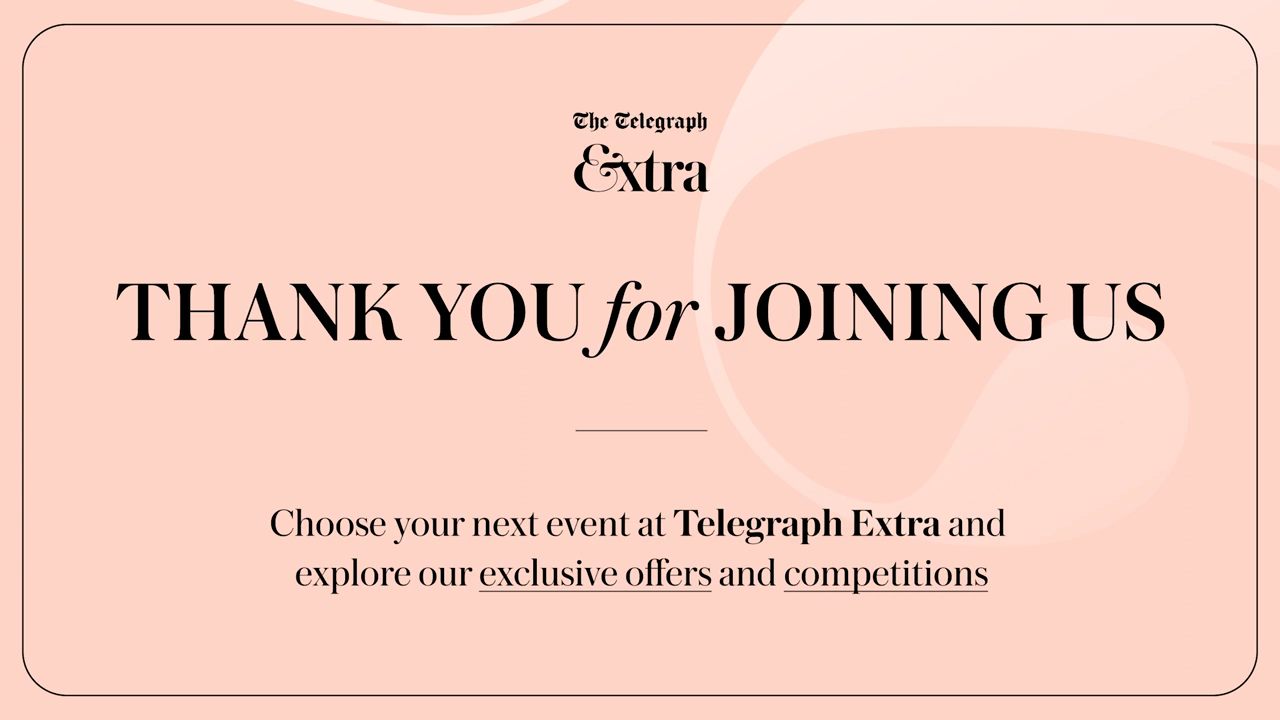 The Telegraph
Extra
THANK YOU for JOINING US
Choose your next event at Telegraph Extra and
explore our exclusive offers and competitions